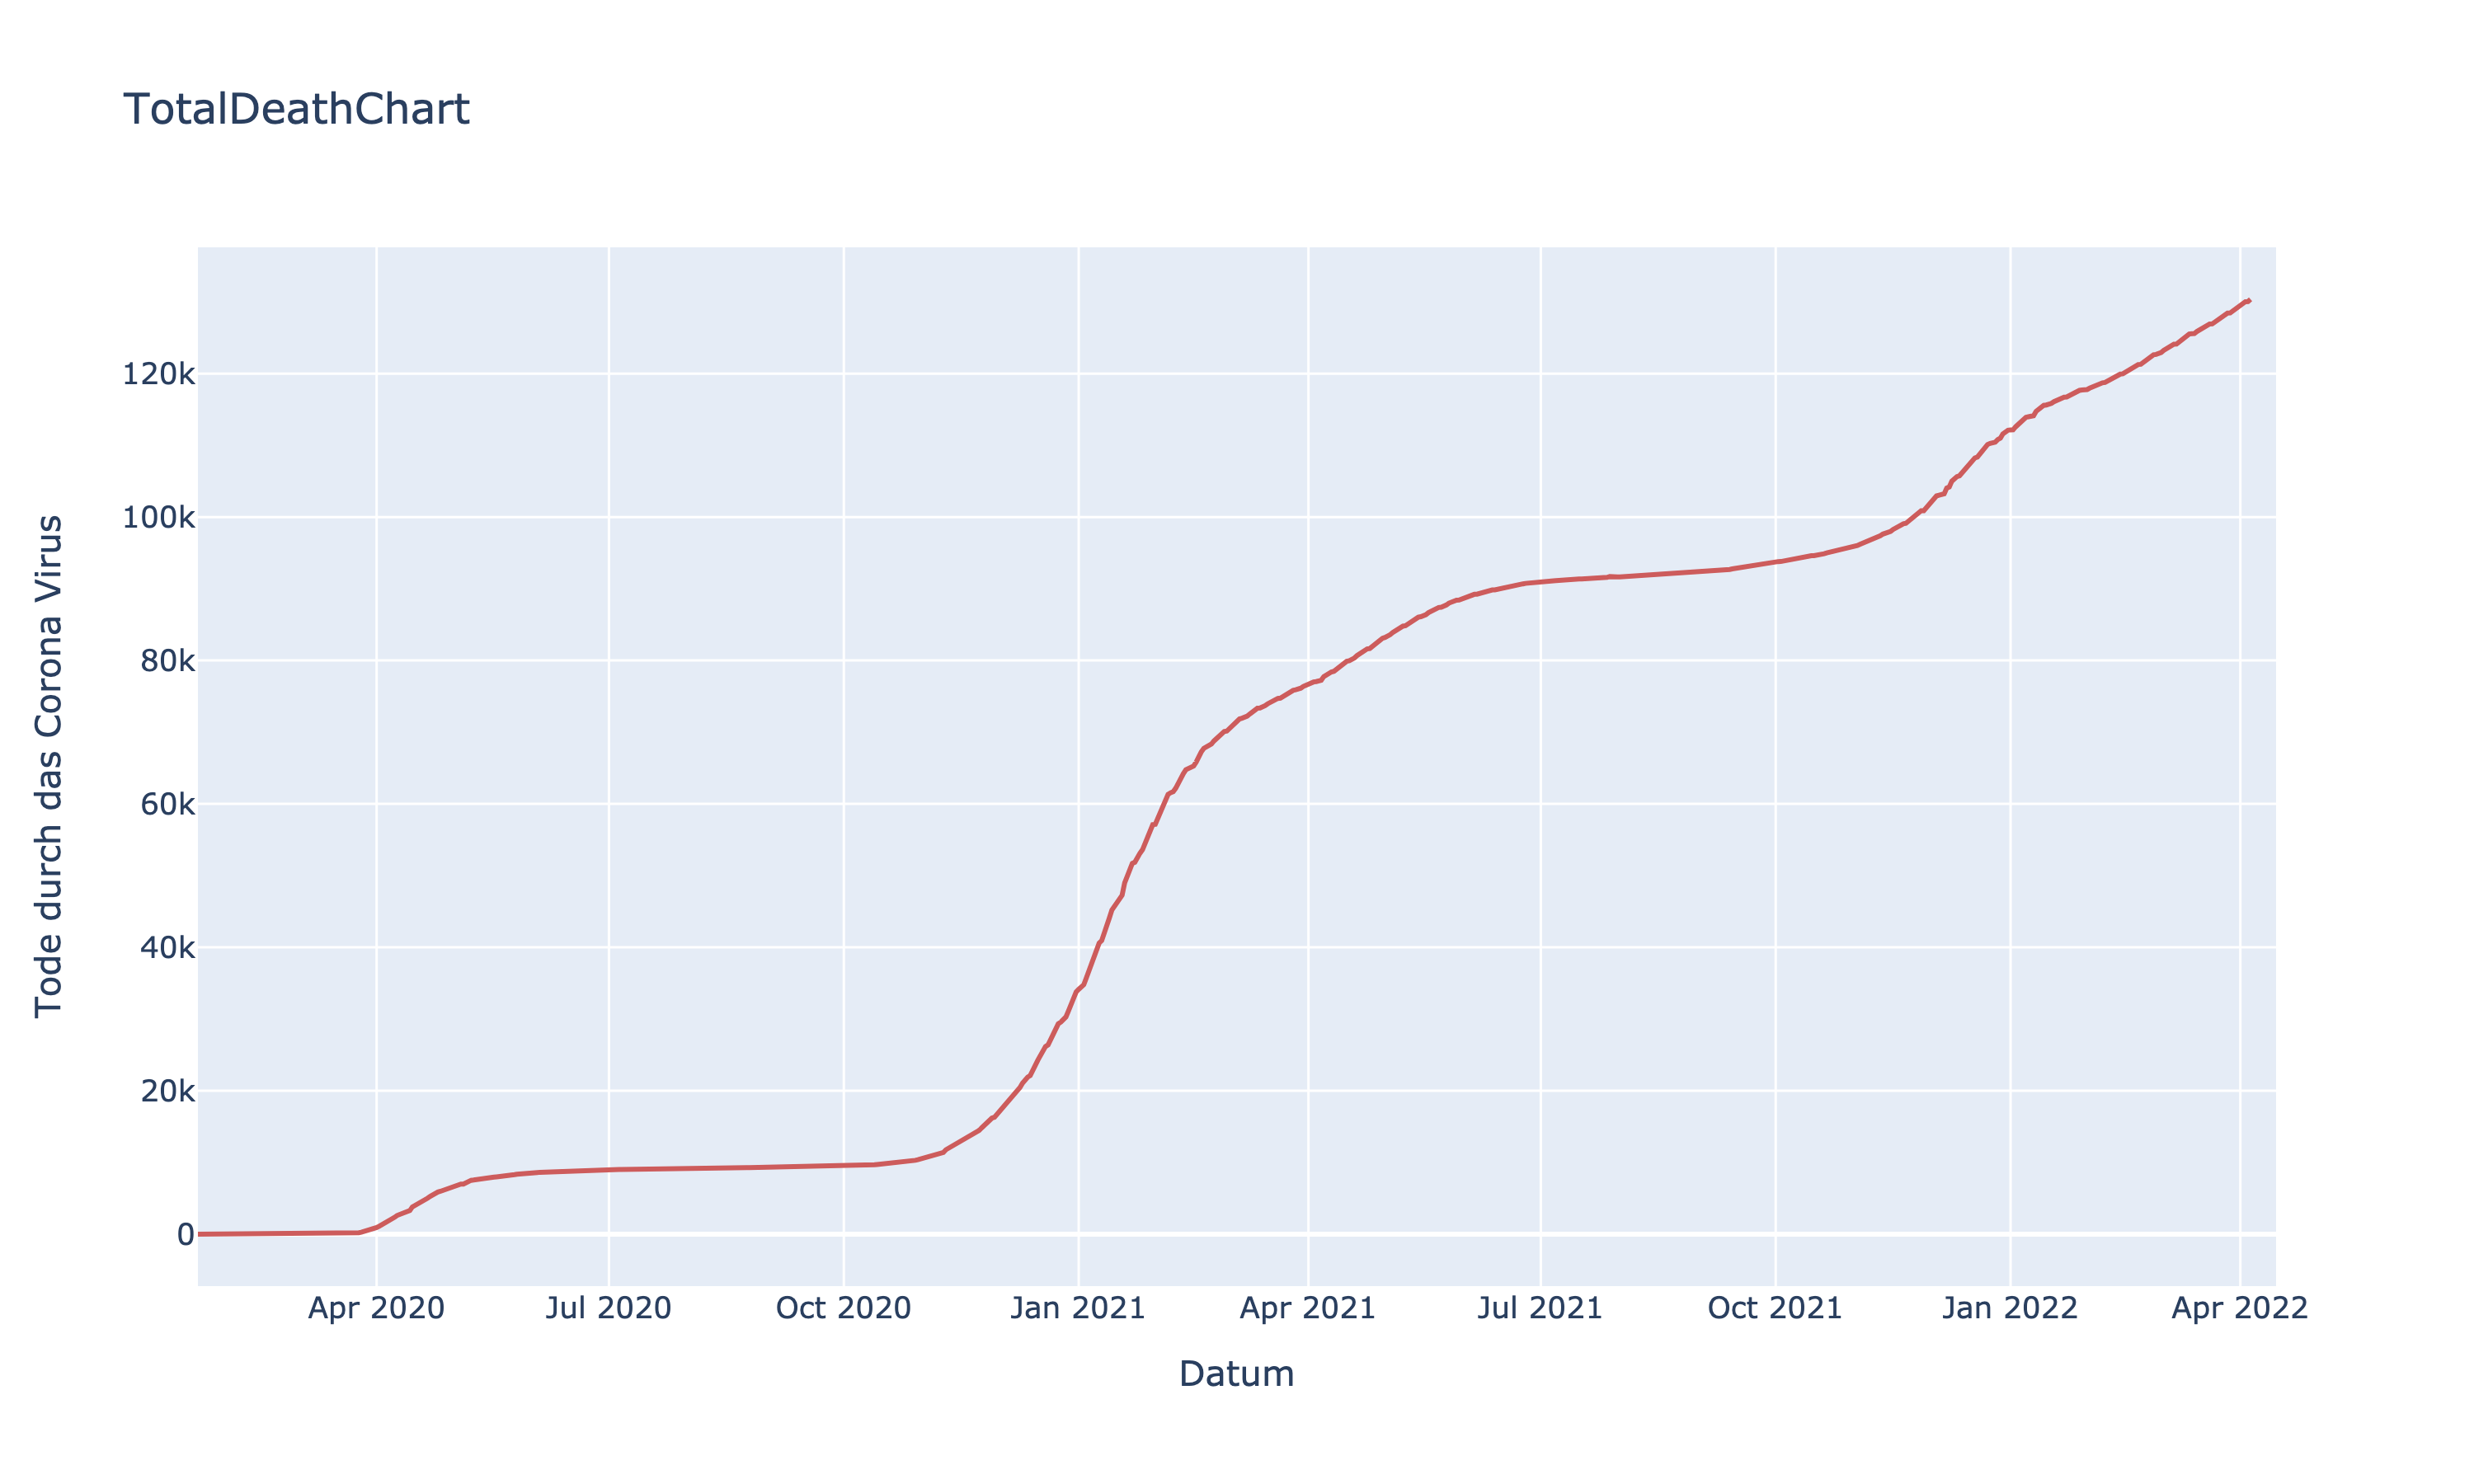 TotalDeathChart
Tode durch das Corona Virus
120k
100k
80k
60k
40k
20k
0
Apr 2020
Jul 2020
Oct 2020
Jan 2021
Apr 2021
Jul 2021
Oct 2021
Jan 2022
Apr 2022
Datum